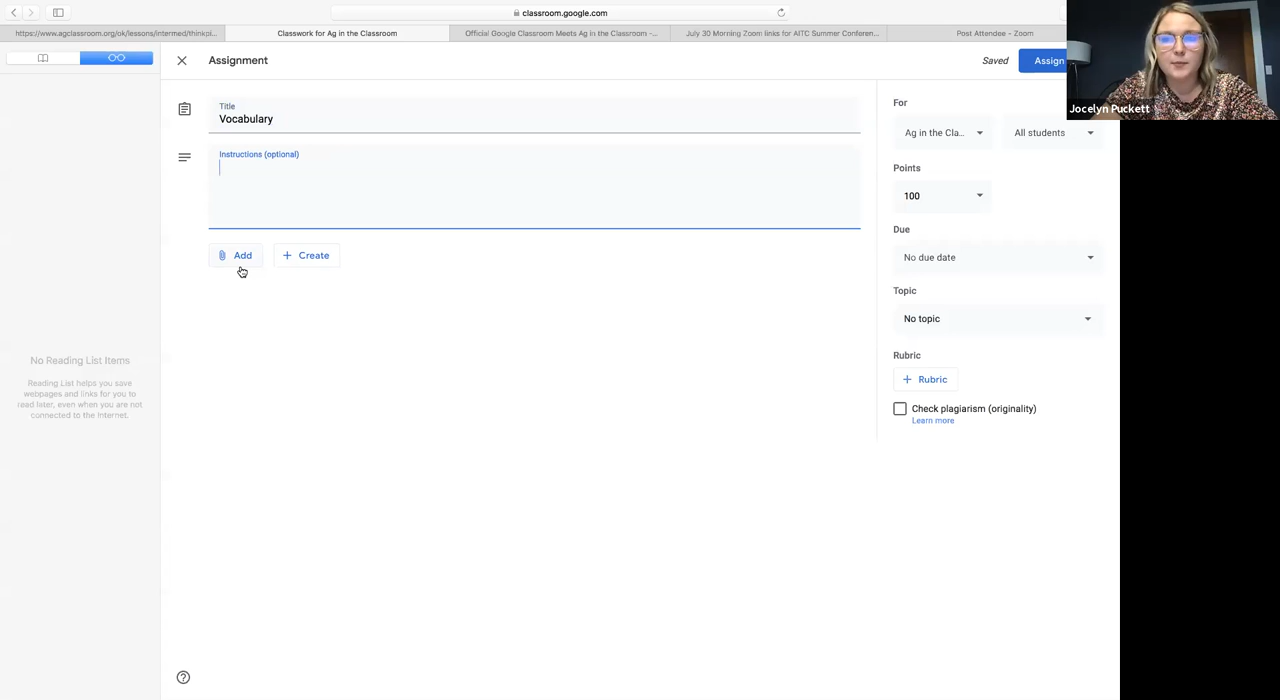 classroom.google.com
https://www.agclassroom.org/ok/lessons/intermed/thinkpi...
Classwork for Ag in the Classroom
Official Google Classroom Meets Ag in the Classroom -...
July 30 Morning Zoom links for AITC Summer Conferen...
Post Attendee - Zoom
Assignment
Saved
Assign
Jocelyn Puckett
Title
Vocabulary
Instructions (optional)
Add
Create
For
Ag in the Cla...
All students
Points
100
Due
No due date
Topic
No topic
Rubric
Rubric
Check plagiarism (originality)
Learn more
No Reading List Items
Reading List helps you save
webpages and links for you to
read later, even when you are not
connected to the Internet.